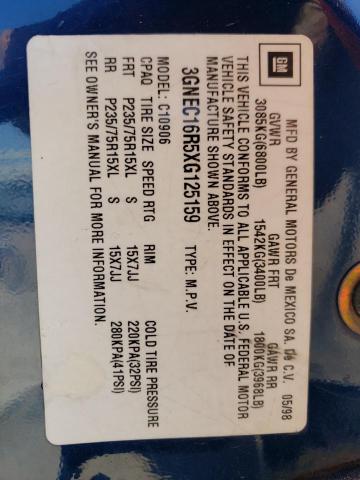 GM
MFD BY GENERAL MOTORS De MEXICO SA. De C.V. 05/98
GVWR GAWR FRT GAWR RR
3085KG(6800LB) 1542KG(3400LB) 1800KG(3968LB)
THIS VEHICLE CONFORMS TO ALL APPLICABLE U.S. FEDERAL MOTOR
VEHICLE SAFETY STANDARDS IN EFFECT ON THE DATE OF
MANUFACTURE SHOWN ABOVE.
3GNEC16R5XG125159 TYPE: M.P.V.
MODEL: C10906
CPAQ TIRE SIZE SPEED RTG RIM COLD TIRE PRESSURE
FRT P235/75R15XL S 15X7JJ 220KPA(32PSI)
RR P235/75R15XL S 15X7JJ 280KPA(41PSI)
SEE OWNER'S MANUAL FOR MORE INFORMATION.